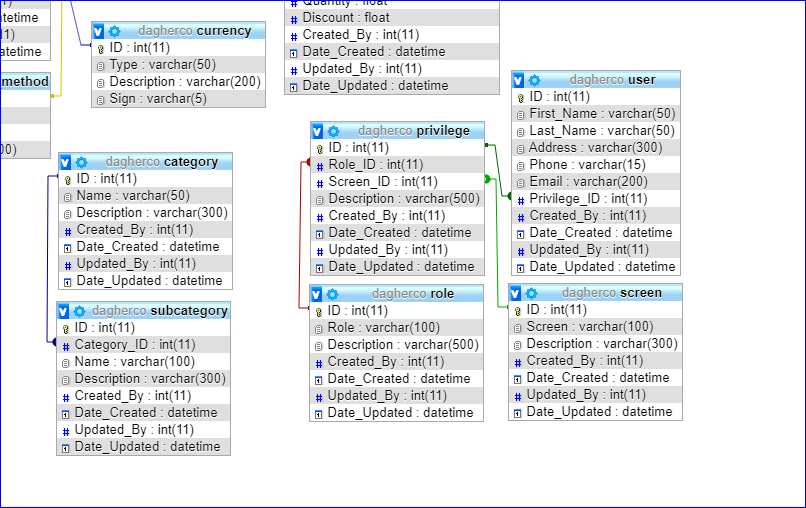 atetime
11)
atetime
method
00)
dagherco currency
ID : int(11)
Type : varchar(50)
Description : varchar(200)
Sign : varchar(5)
Quantity : float
Discount : float
Created_By : int(11)
Date_Created : datetime
Updated_By : int(11)
Date_Updated : datetime
dagherco user
ID : int(11)
First_Name : varchar(50)
Last_Name : varchar(50)
Address : varchar(300)
Phone : varchar(15)
Email : varchar(200)
Privilege_ID : int(11)
Created_By : int(11)
Date_Created : datetime
Updated_By : int(11)
Date_Updated : datetime
dagherco privilege
ID : int(11)
Role_ID : int(11)
Screen_ID : int(11)
Description : varchar(500)
Created_By : int(11)
Date_Created : datetime
Updated_By : int(11)
Date_Updated : datetime
dagherco category
ID : int(11)
Name : varchar(50)
Description : varchar(300)
Created_By : int(11)
Date_Created : datetime
Updated_By : int(11)
Date_Updated : datetime
dagherco subcategory
ID : int(11)
Category_ID : int(11)
Name : varchar(100)
Description : varchar(300)
Created_By : int(11)
Date_Created : datetime
Updated_By : int(11)
Date_Updated : datetime
dagherco role
ID : int(11)
Role : varchar(100)
Description : varchar(500)
Created_By : int(11)
Date_Created : datetime
Updated_By : int(11)
Date_Updated : datetime
dagherco screen
ID : int(11)
Screen : varchar(100)
Description : varchar(300)
Created_By : int(11)
Date_Created : datetime
Updated_By : int(11)
Date_Updated : datetime